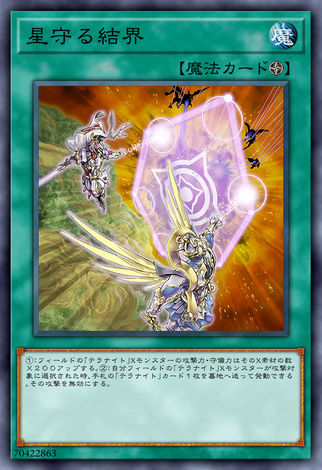 星守る結界
魔
【魔法カード】
①:フィールドの「テラナイト」Xモンスターの攻撃力・守備力はそのX素材の数
×200アップする。②:自分フィールドの「テラナイト」Xモンスターが攻撃対
象に選択された時、手札の「テラナイト」カード1枚を墓地へ送って発動できる
。その攻撃を無効にする。
70422863